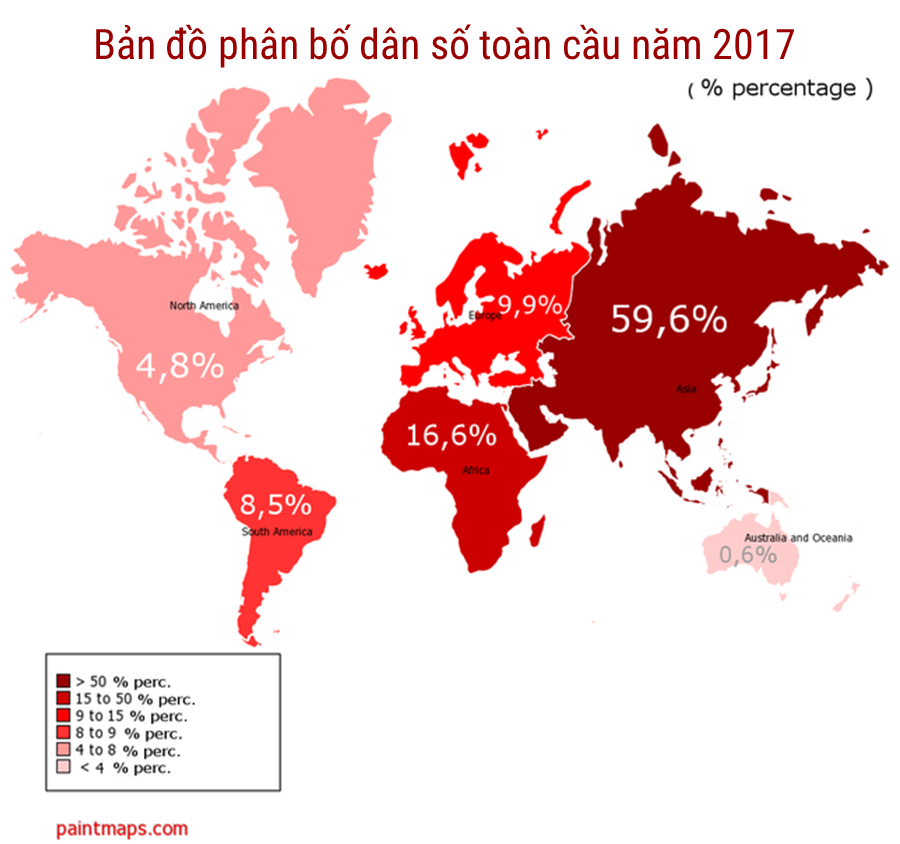 Bản đồ phân bố dân số toàn cầu năm 2017
( % percentage )
North America
4,8%
Europe
9,9%
59,6%
Asia
16,6%
Africa
8,5%
South America
Australia and Oceania
0,6%
> 50 % perc.
15 to 50 % perc.
9 to 15 % perc.
8 to 9 % perc.
4 to 8 % perc.
< 4 % perc.
paintmaps.com